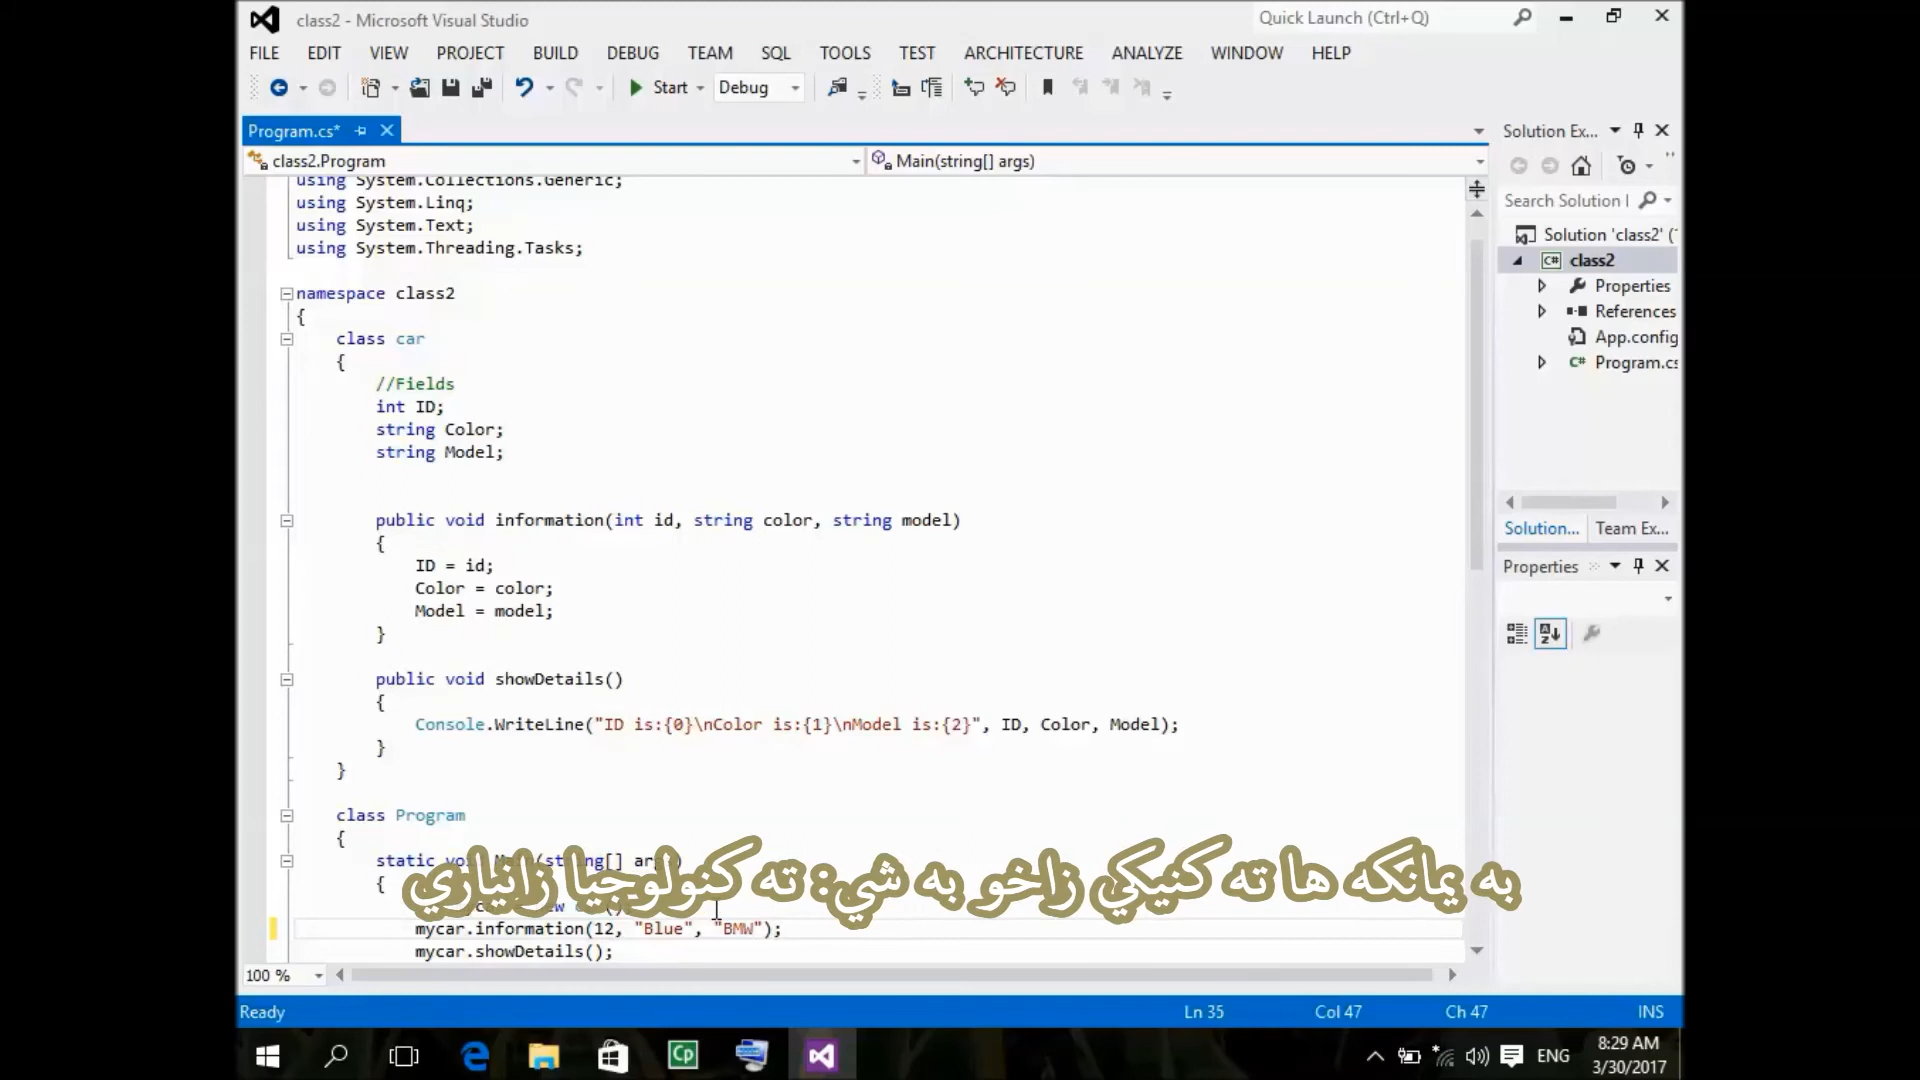 class2 - Microsoft Visual Studio
Quick Launch (Ctrl+Q)
FILE EDIT VIEW PROJECT BUILD DEBUG TEAM SQL TOOLS TEST ARCHITECTURE ANALYZE WINDOW HELP
Start Debug
Program.cs*
Solution Ex...
class2.Program
Main(string[] args)
using System.Collections.Generic;
using System.Linq;
using System.Text;
using System.Threading.Tasks;
namespace class2
{
class car
{
//Fields
int ID;
string Color;
string Model;
public void information(int id, string color, string model)
{
ID = id;
Color = color;
Model = model;
}
public void showDetails()
{
Console.WriteLine("ID is:{0}\nColor is:{1}\nModel is:{2}", ID, Color, Model);
}
}
class Program
{
static void Main(string[] args)
{
mycar.information(12, "Blue", "BMW");
mycar.showDetails();
به يمانكه ها ته كنيكي زاخو به شي: ته كنولوجيا زانياري
Search Solution
Solution 'class2' (
class2
Properties
References
App.config
Program.cs
Solution... Team Ex...
Properties
100 %
Ready
Ln 35 Col 47 Ch 47 INS
ENG
8:29 AM
3/30/2017